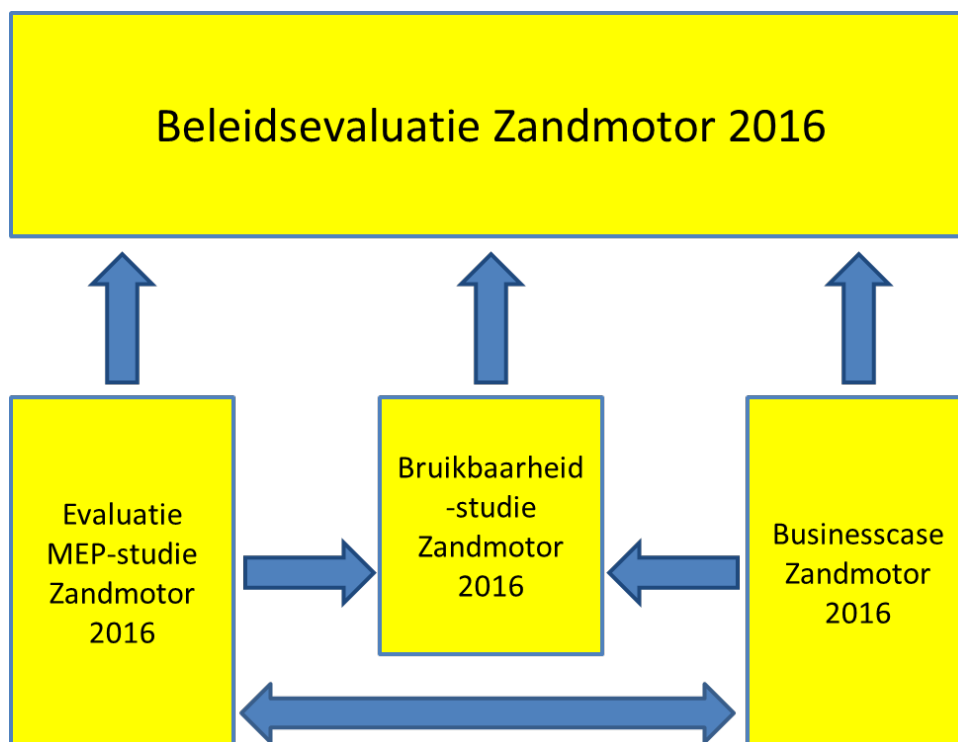 Beleidsevaluatie Zandmotor 2016
Evaluatie
MEP-studie
Zandmotor
2016
Bruikbaarheid
-studie
Zandmotor
2016
Businesscase
Zandmotor
2016